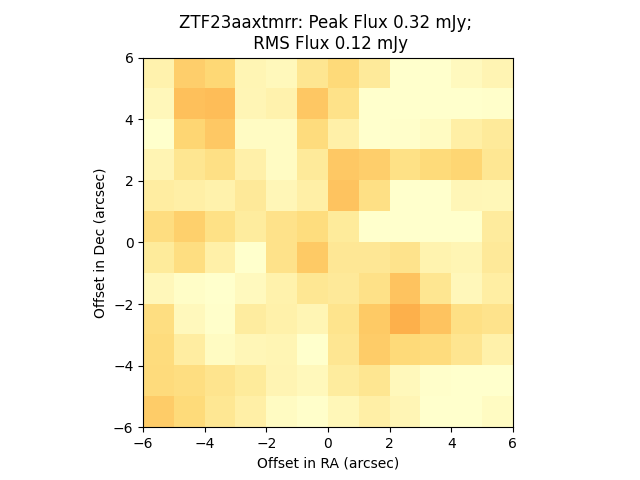 ZTF23aaxtmrr: Peak Flux 0.32 mJy;
RMS Flux 0.12 mJy
6
4
2
0
−2
−4
−6
Offset in Dec (arcsec)
−6 −4 −2 0 2 4 6
Offset in RA (arcsec)